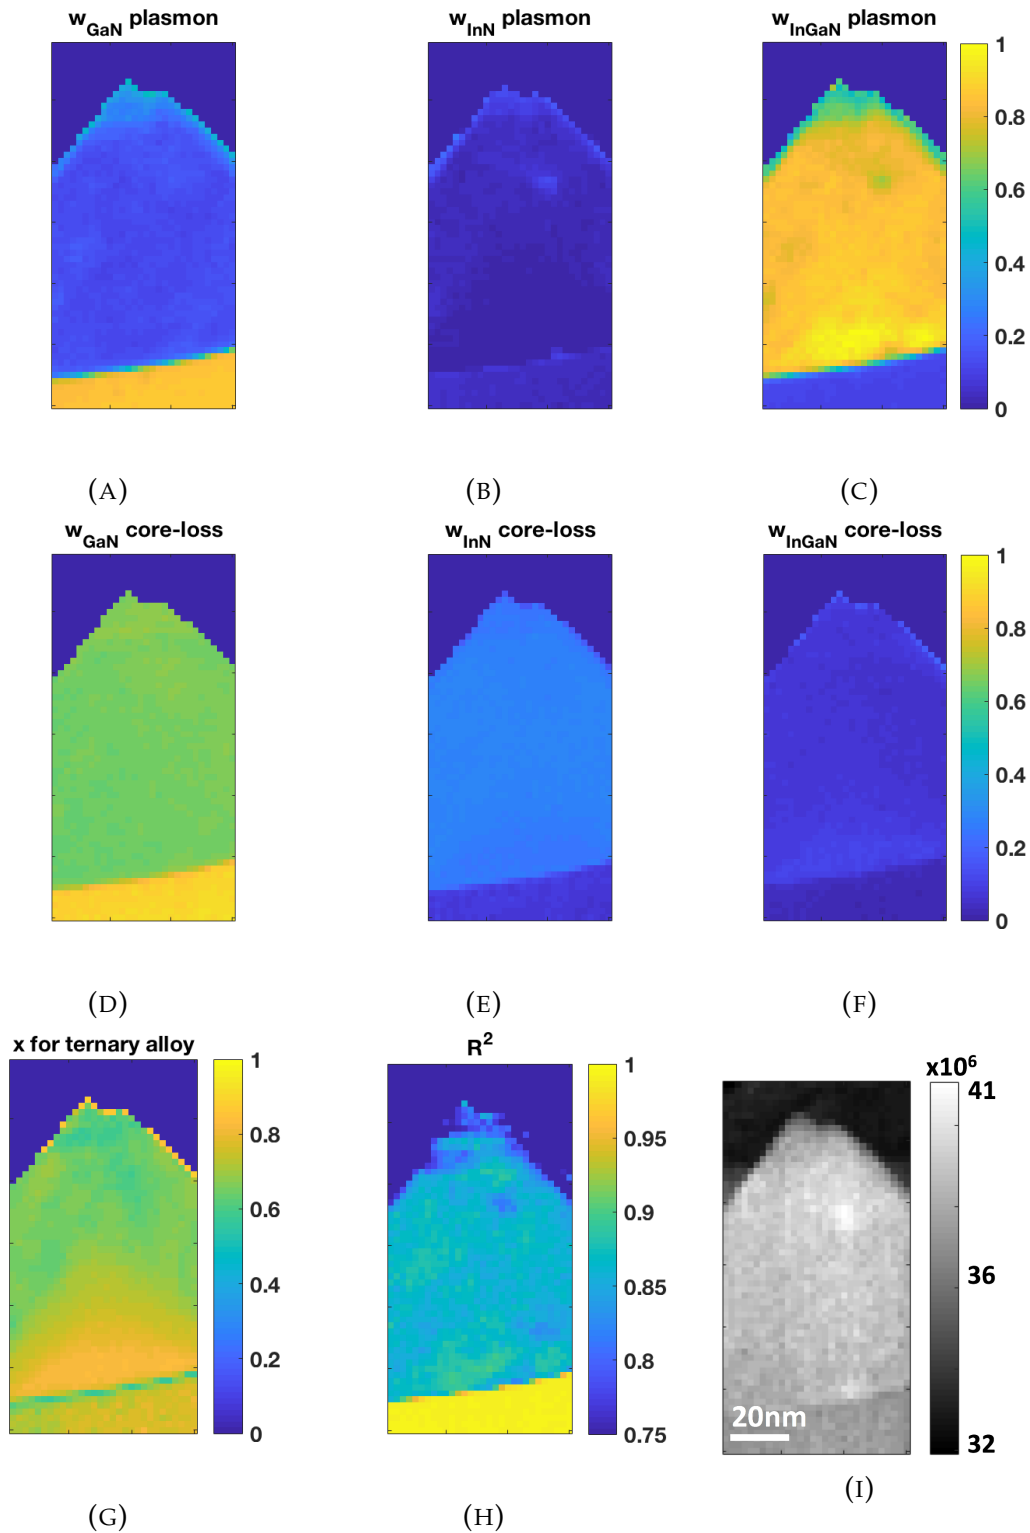 w_GaN plasmon
w_InN plasmon
w_InGaN plasmon
1
0.8
0.6
0.4
0.2
0
(A)
(B)
(C)
w_GaN core-loss
w_InN core-loss
w_InGaN core-loss
1
0.8
0.6
0.4
0.2
0
(D)
(E)
(F)
x for ternary alloy
1
0.8
0.6
0.4
0.2
0
R²
1
0.95
0.9
0.85
0.8
0.75
x10⁶
41
36
32
20nm
(G)
(H)
(I)